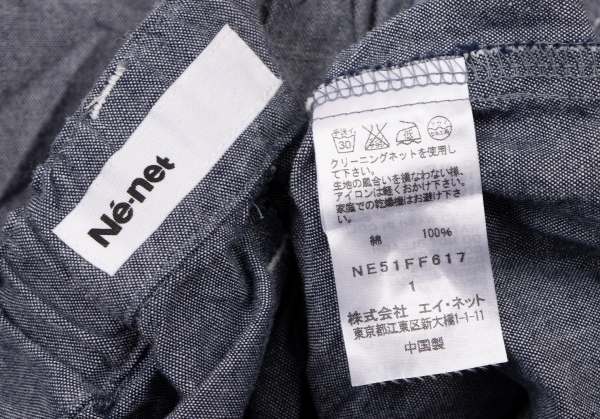 Né-net
手洗イ
30
クリーニングネットを使用し
て下さい。
生地の風合いを損なわない様、
アイロンは軽くおかけ下さい。
家庭での乾燥機はお避け下さ
い。
綿 100%
NE51FF617
1
株式会社 エイ・ネット
東京都江東区新大橋1-1-11
中国製